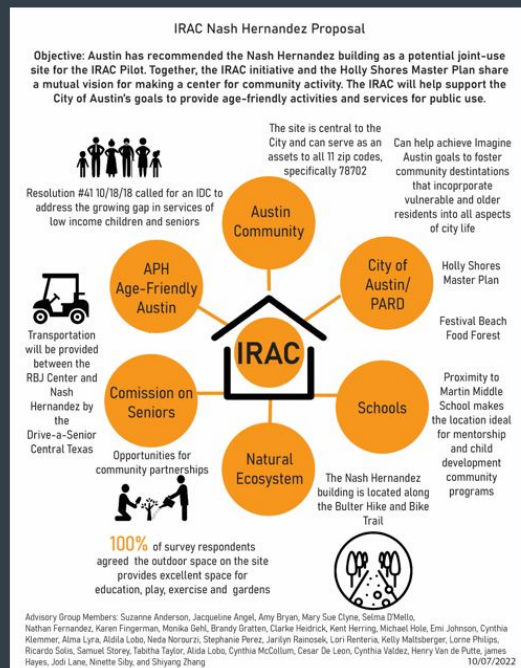 IRAC Nash Hernandez Proposal
Objective: Austin has recommended the Nash Hernandez building as a potential joint-use
site for the IRAC Pilot. Together, the IRAC initiative and the Holly Shores Master Plan share
a mutual vision for making a center for community activity. The IRAC will help support the
City of Austin's goals to provide age-friendly activities and services for public use.
Resolution #41 10/18/18 called for an IDC to
address the growing gap in services of
low income children and seniors
The site is central to the
City and can serve as an
assets to all 11 zip codes,
specifically 78702
Can help achieve Imagine
Austin goals to foster
community destintations
that incoprporate
vulnerable and older
residents into all aspects
of city life
Austin
Community
APH
Age-Friendly
Austin
City of
Austin/
PARD
Holly Shores
Master Plan
Festival Beach
Food Forest
IRAC
Transportation
will be provided
between the
RBJ Center and
Nash
Hernandez by
the
Drive-a-Senior
Central Texas
Comission on
Seniors
Schools
Proximity to
Martin Middle
School makes
the location ideal
for mentorship
and child
development
community
programs
Natural
Ecosystem
Opportunities for
community partnerships
The Nash Hernandez
building is located along
the Bulter Hike and Bike
Trail
100% of survey respondents
agreed the outdoor space on the site
provides excellent space for
education, play, exercise and gardens
Advisory Group Members: Suzanne Anderson, Jacqueline Angel, Amy Bryan, Mary Sue Clyne, Selma D'Mello,
Nathan Fernandez, Karen Fingerman, Monika Gehl, Brandy Gratten, Clarke Heidrick, Kent Herring, Michael Hole, Emi Johnson, Cynthia
Klemmer, Alma Lyra, Aldila Lobo, Neda Norourzi, Stephanie Perez, Jarilyn Rainosek, Lori Renteria, Kelly Maltsberger, Lorne Philips,
Ricardo Solis, Samuel Storey, Tabitha Taylor, Alida Lobo, Cynthia McCollum, Cesar De Leon, Cynthia Valdez, Henry Van de Putte, james
Hayes, Jodi Lane, Ninette Siby, and Shiyang Zhang
10/07/2022